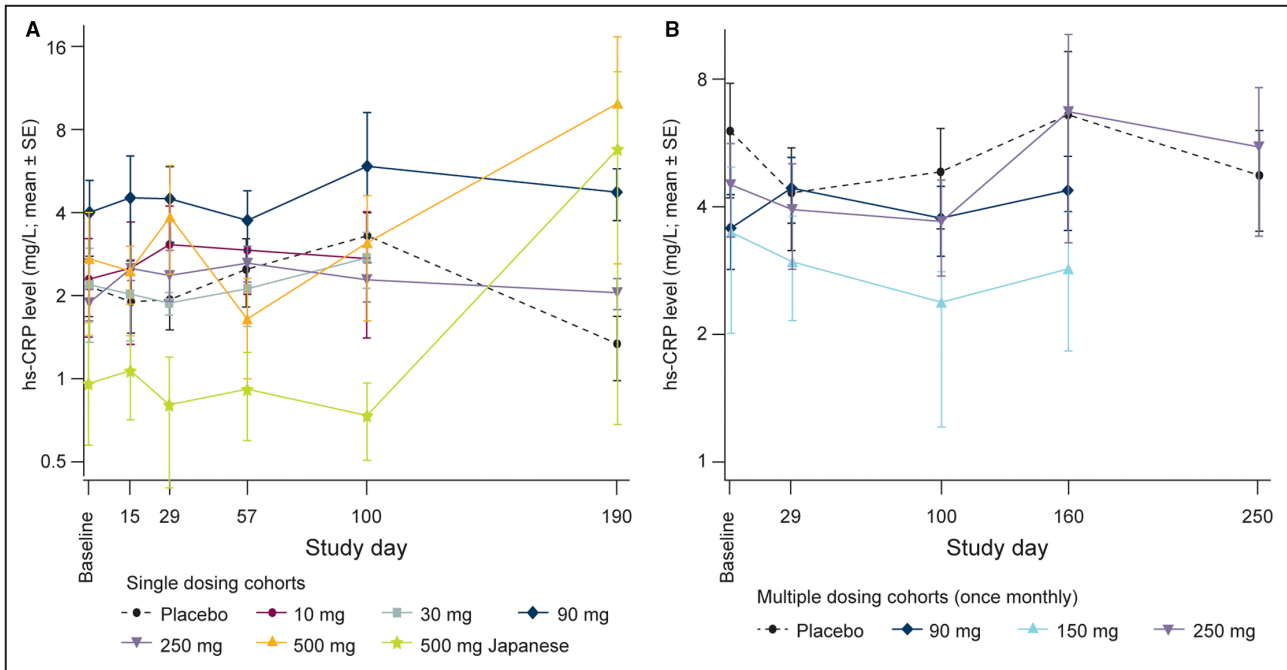 A
hs-CRP level (mg/L; mean ± SE)
16
8
4
2
1
0.5
Baseline
15
29
57
100
190
Study day
Single dosing cohorts
Placebo
10 mg
30 mg
90 mg
250 mg
500 mg
500 mg Japanese
B
hs-CRP level (mg/L; mean ± SE)
8
4
2
1
Baseline
29
100
160
250
Study day
Multiple dosing cohorts (once monthly)
Placebo
90 mg
150 mg
250 mg